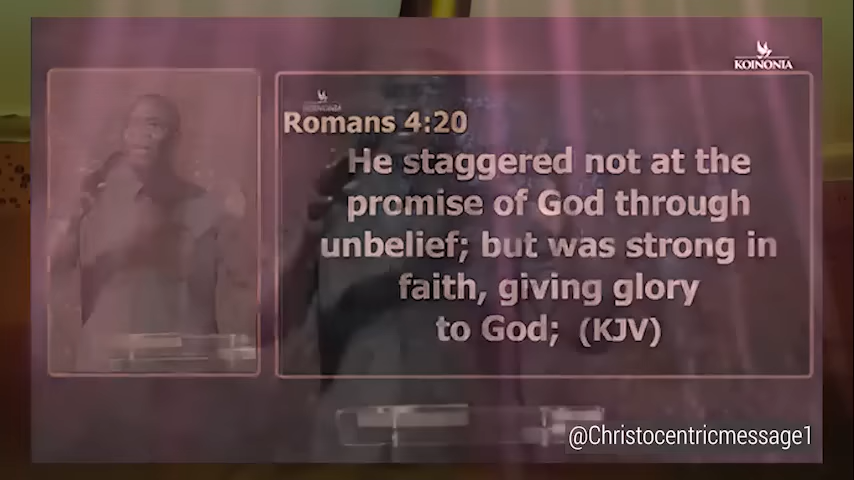 KOINONIA
KOINONIA
Romans 4:20
He staggered not at the
promise of God through
unbelief; but was strong in
faith, giving glory
to God; (KJV)
@Christocentricmessage1